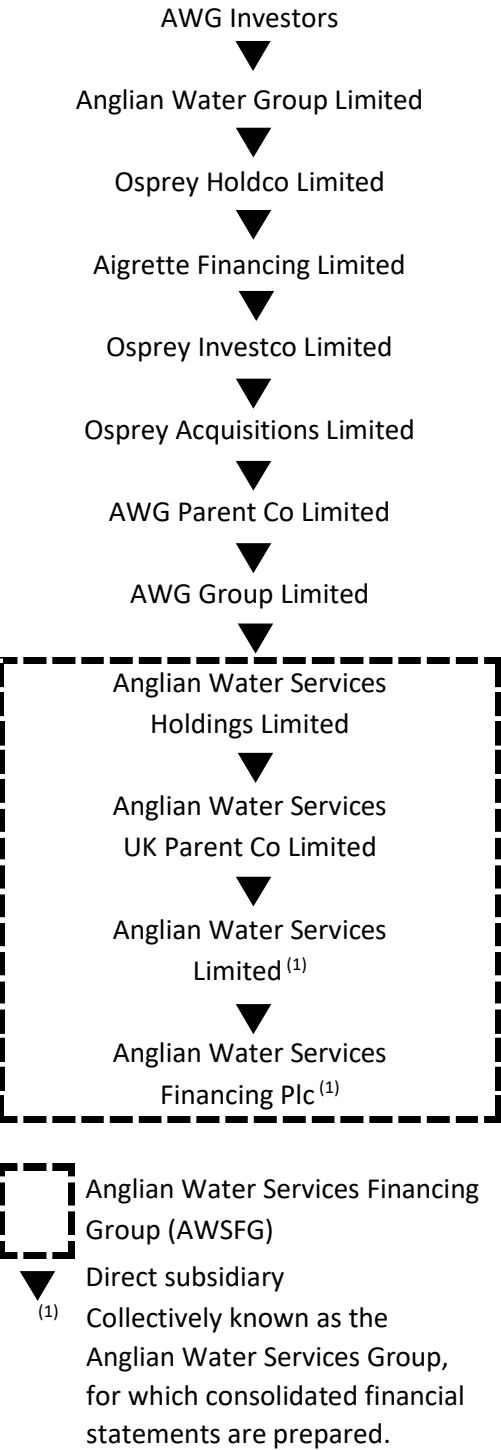 AWG Investors
Anglian Water Group Limited
Osprey Holdco Limited
Aigrette Financing Limited
Osprey Investco Limited
Osprey Acquisitions Limited
AWG Parent Co Limited
AWG Group Limited
Anglian Water Services
Holdings Limited
Anglian Water Services
UK Parent Co Limited
Anglian Water Services
Limited (1)
Anglian Water Services
Financing Plc (1)
Anglian Water Services Financing
Group (AWSFG)
Direct subsidiary
(1) Collectively known as the
Anglian Water Services Group,
for which consolidated financial
statements are prepared.